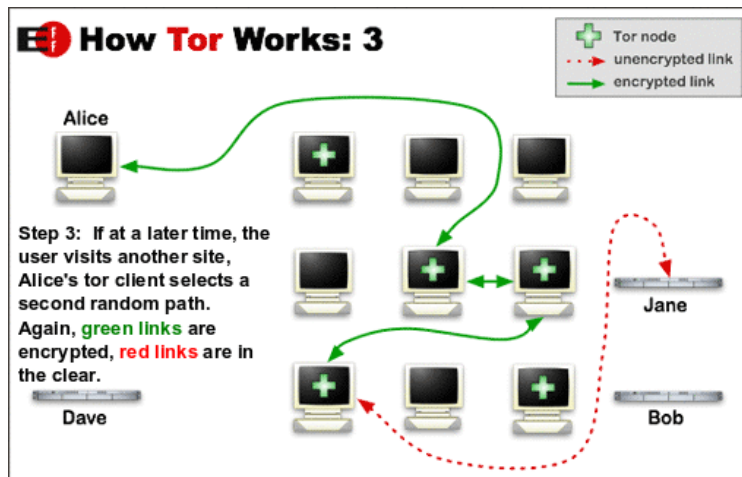 EFF How Tor Works: 3
Tor node
unencrypted link
encrypted link
Alice
Step 3: If at a later time, the
user visits another site,
Alice's tor client selects a
second random path.
Again, green links are
encrypted, red links are in
the clear.
Jane
Dave
Bob